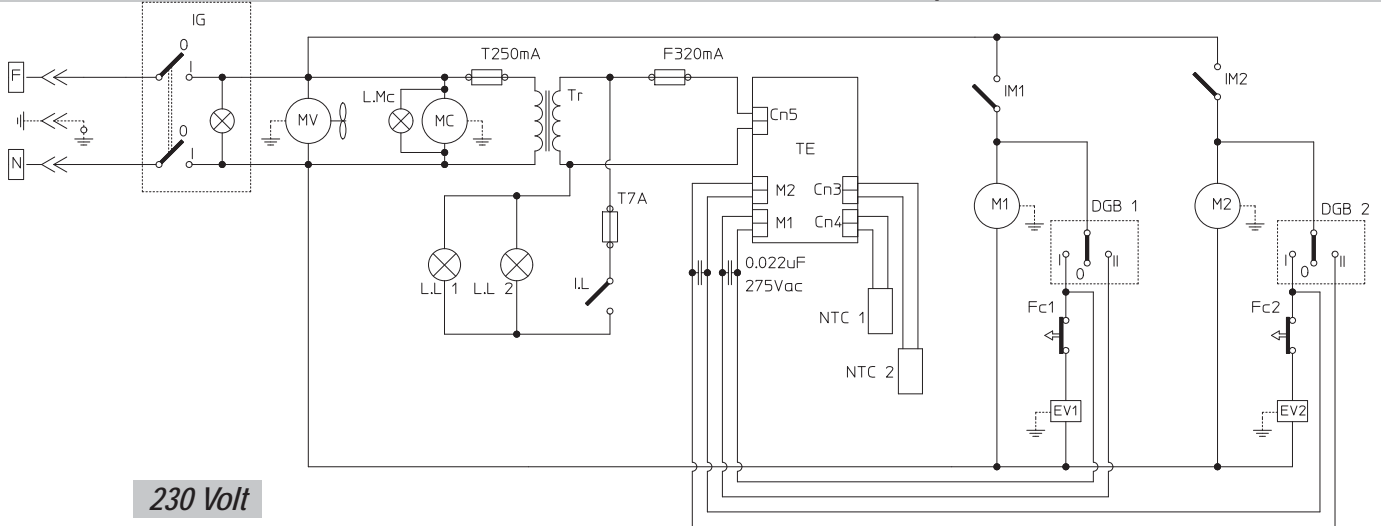 IG
0
I
F
0
I
N
MV
L.Mc
MC
T250mA
Tr
F320mA
Cn5
TE
M2
Cn3
M1
Cn4
0.022uF
275Vac
NTC 1
NTC 2
L.L 1
L.L 2
T7A
I.L
IM1
M1
DGB 1
I
0
II
Fc1
EV1
IM2
M2
DGB 2
I
0
II
Fc2
EV2
230 Volt